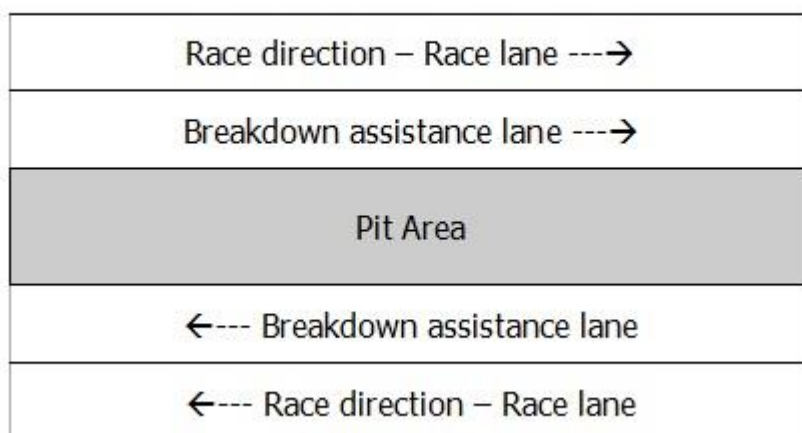 Race direction – Race lane ---→
Breakdown assistance lane ---→
Pit Area
←--- Breakdown assistance lane
←--- Race direction – Race lane